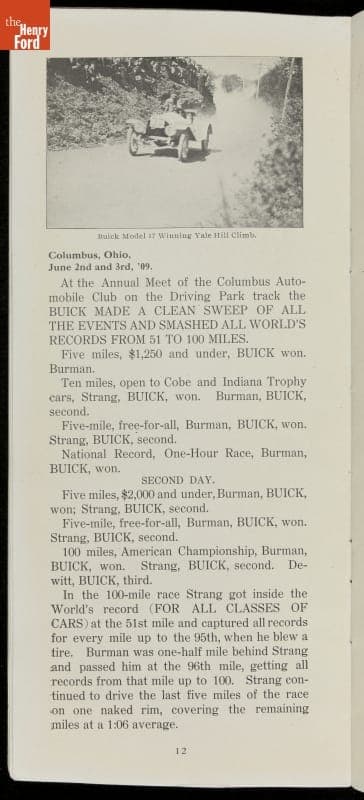 the
Henry
Ford
Buick Model 17 Winning Yale Hill Climb.
Columbus, Ohio,
June 2nd and 3rd, '09.
At the Annual Meet of the Columbus Auto-
mobile Club on the Driving Park track the
BUICK MADE A CLEAN SWEEP OF ALL
THE EVENTS AND SMASHED ALL WORLD'S
RECORDS FROM 51 TO 100 MILES.
Five miles, $1,250 and under, BUICK won.
Burman.
Ten miles, open to Cobe and Indiana Trophy
cars, Strang, BUICK, won. Burman, BUICK,
second.
Five-mile, free-for-all, Burman, BUICK, won.
Strang, BUICK, second.
National Record, One-Hour Race, Burman,
BUICK, won.
SECOND DAY.
Five miles, $2,000 and under, Burman, BUICK,
won; Strang, BUICK, second.
Five-mile, free-for-all, Burman, BUICK, won.
Strang, BUICK, second.
100 miles, American Championship, Burman,
BUICK, won. Strang, BUICK, second. De-
witt, BUICK, third.
In the 100-mile race Strang got inside the
World's record (FOR ALL CLASSES OF
CARS) at the 51st mile and captured all records
for every mile up to the 95th, when he blew a
tire. Burman was one-half mile behind Strang
and passed him at the 96th mile, getting all
records from that mile up to 100. Strang con-
tinued to drive the last five miles of the race
on one naked rim, covering the remaining
miles at a 1:06 average.
12